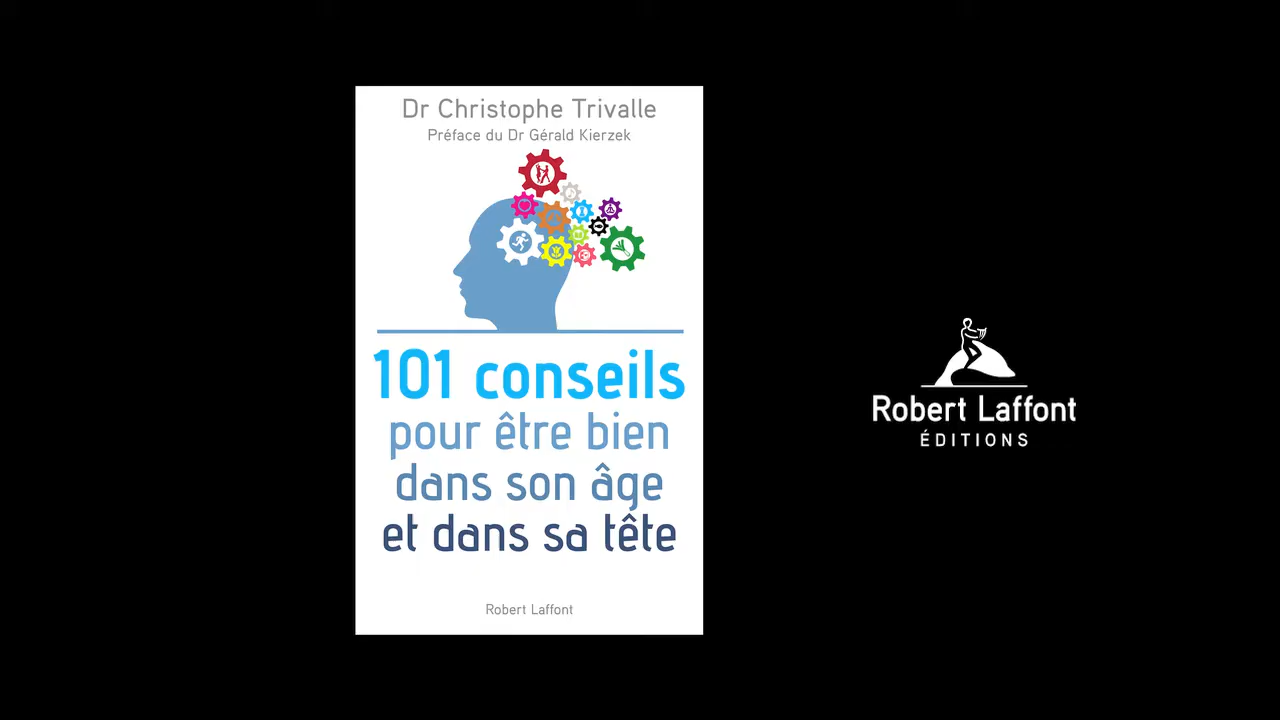 Dr Christophe Trivalle
Préface du Dr Gérald Kierzek
101 conseils
pour être bien
dans son âge
et dans sa tête
Robert Laffont
Robert Laffont
ÉDITIONS